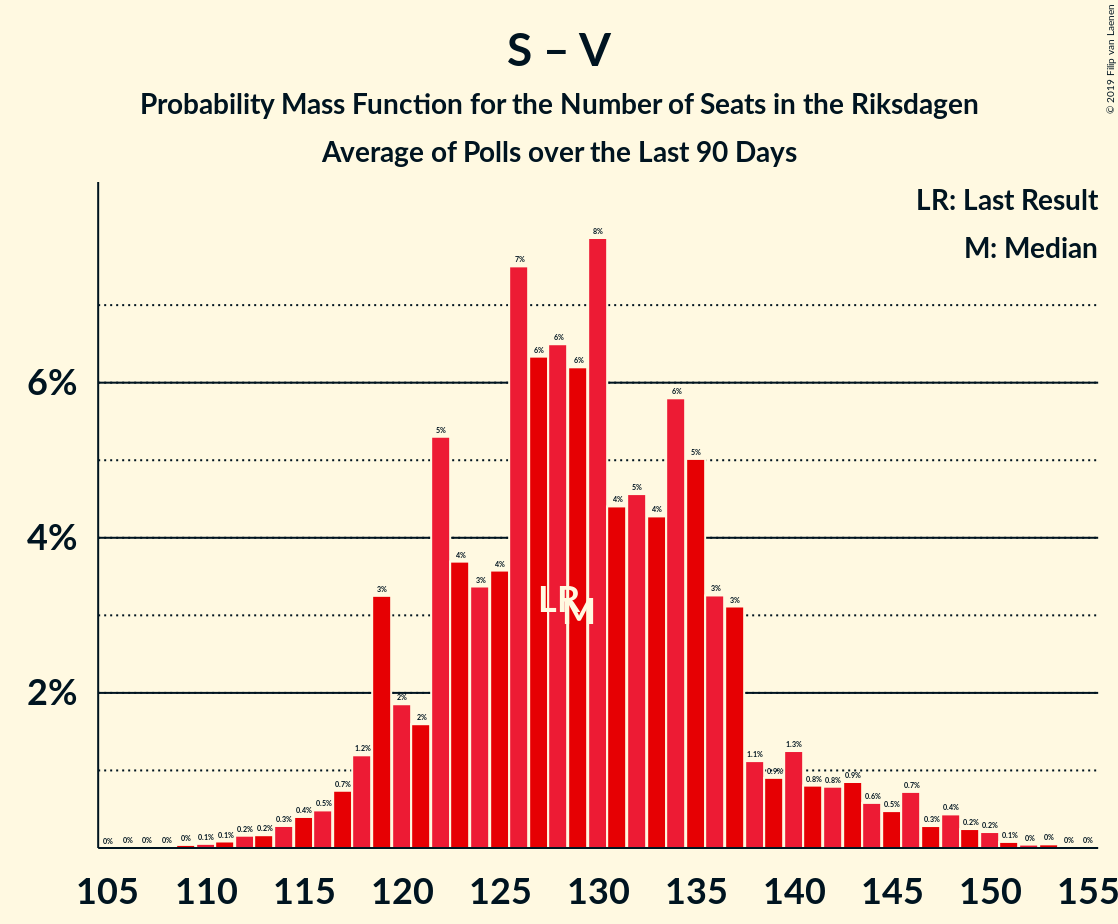 S – V
Probability Mass Function for the Number of Seats in the Riksdagen
Average of Polls over the Last 90 Days
© 2019 Filip van Laenen
LR: Last Result
M: Median
6%
4%
2%
0% 0% 0% 0% 0% 0.1% 0.1% 0.2% 0.2% 0.3% 0.4% 0.5% 0.7% 1.2% 3% 2% 2% 5% 4% 3% 4% 7% 6% 6% 6% 8% 4% 5% 4% 6% 5% 3% 3% 1.1% 0.9% 1.3% 0.8% 0.8% 0.9% 0.6% 0.5% 0.7% 0.3% 0.4% 0.2% 0.2% 0.1% 0% 0% 0% 0%
LR M
105 110 115 120 125 130 135 140 145 150 155